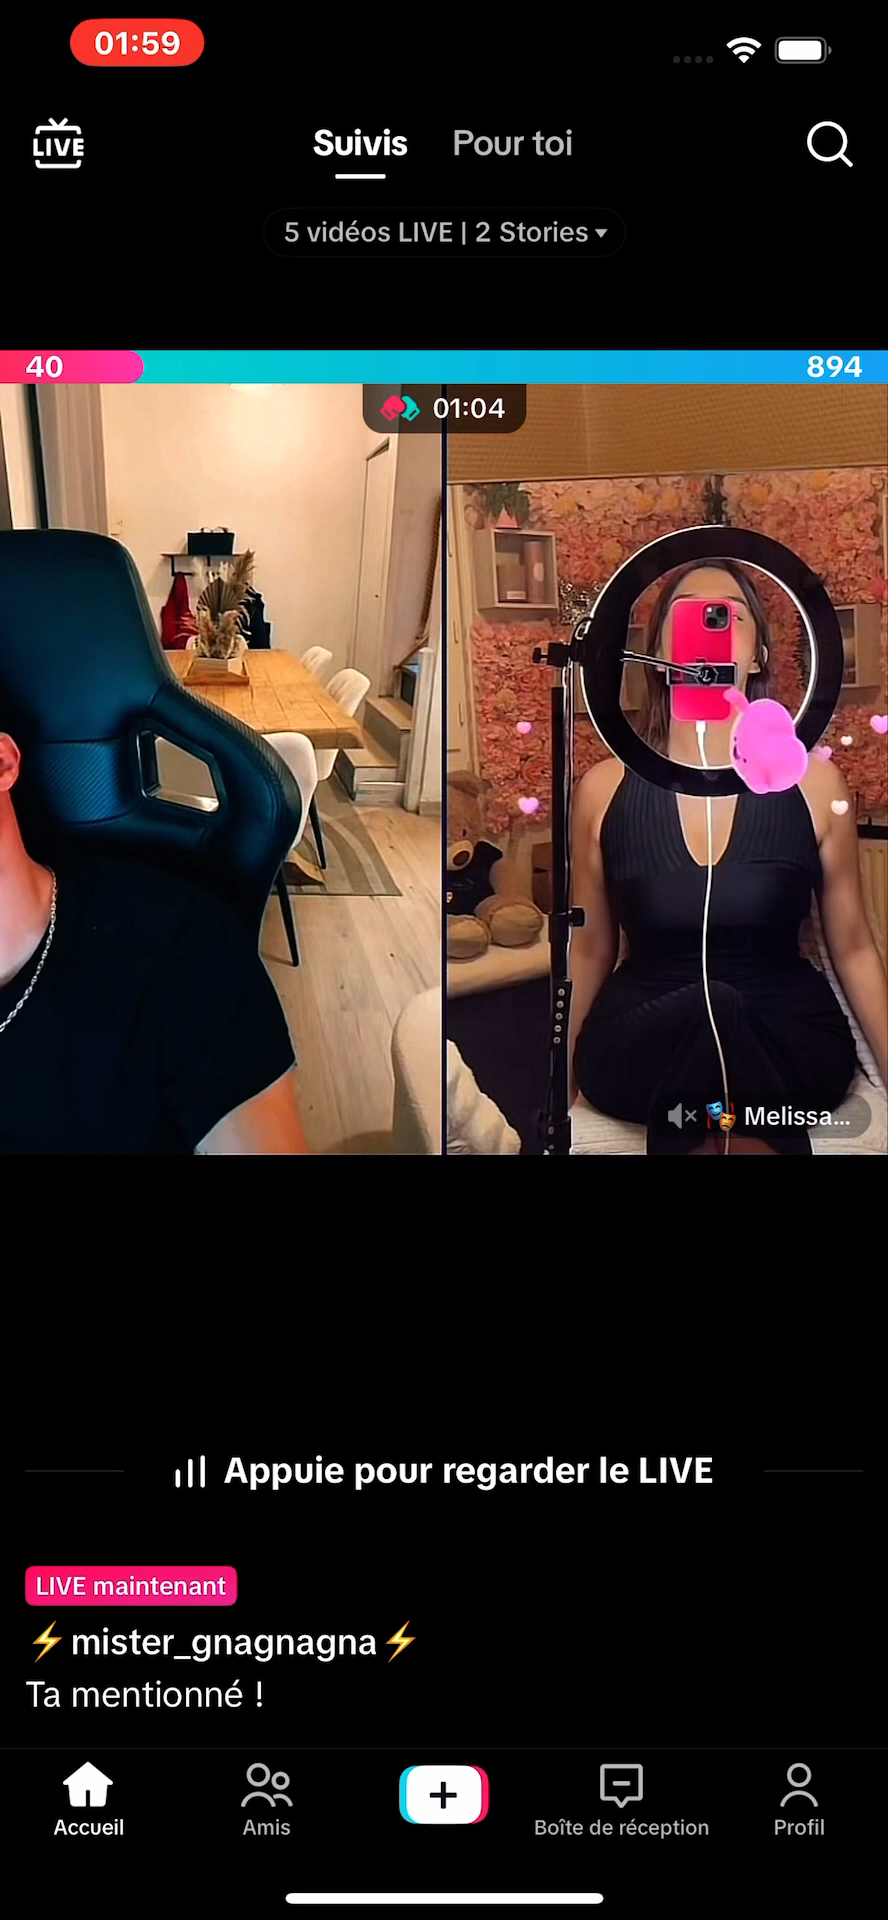 01:59
LIVE
Suivis
Pour toi
5 vidéos LIVE | 2 Stories
40
894
01:04
Melissa...
Appuie pour regarder le LIVE
LIVE maintenant
⚡mister_gnagnagna⚡
Ta mentionné !
Accueil
Amis
Boîte de réception
Profil